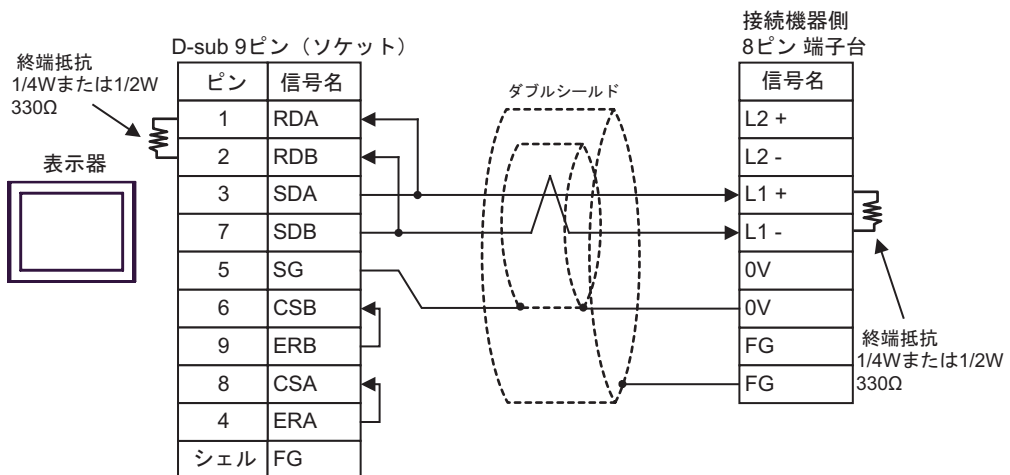 接続機器側
8ピン 端子台
D-sub 9ピン（ソケット）
終端抵抗
1/4Wまたは1/2W
330Ω
表示器
ピン 信号名
1 RDA
2 RDB
3 SDA
7 SDB
5 SG
6 CSB
9 ERB
8 CSA
4 ERA
シェル FG
ダブルシールド
信号名
L2 +
L2 -
L1 +
L1 -
0V
0V
FG
FG
終端抵抗
1/4Wまたは1/2W
330Ω